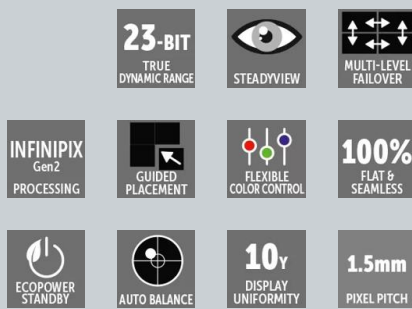 23-BIT
TRUE
DYNAMIC RANGE
STEADYVIEW
MULTI-LEVEL
FAILOVER
INFINIPIX
Gen2
PROCESSING
GUIDED
PLACEMENT
FLEXIBLE
COLOR CONTROL
100%
FLAT &
SEAMLESS
ECOPOWER
STANDBY
AUTO BALANCE
10Y
DISPLAY
UNIFORMITY
1.5mm
PIXEL PITCH